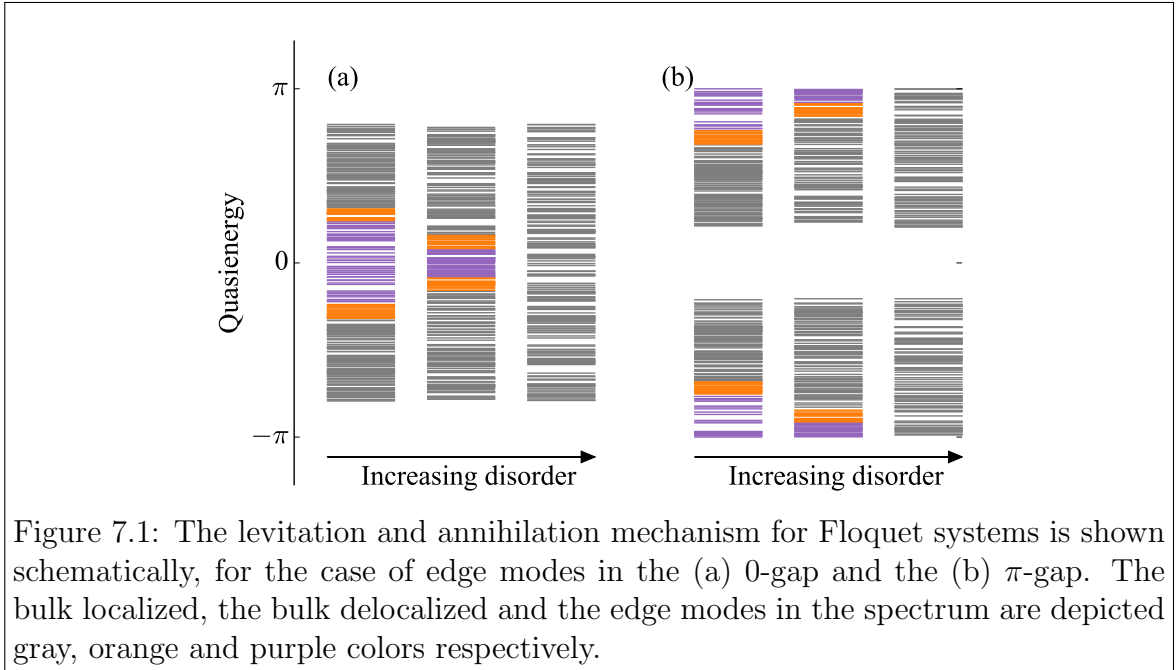 (a)
(b)
π
0
−π
Quasienergy
Increasing disorder
Increasing disorder
Figure 7.1: The levitation and annihilation mechanism for Floquet systems is shown
schematically, for the case of edge modes in the (a) 0-gap and the (b) π-gap. The
bulk localized, the bulk delocalized and the edge modes in the spectrum are depicted
gray, orange and purple colors respectively.